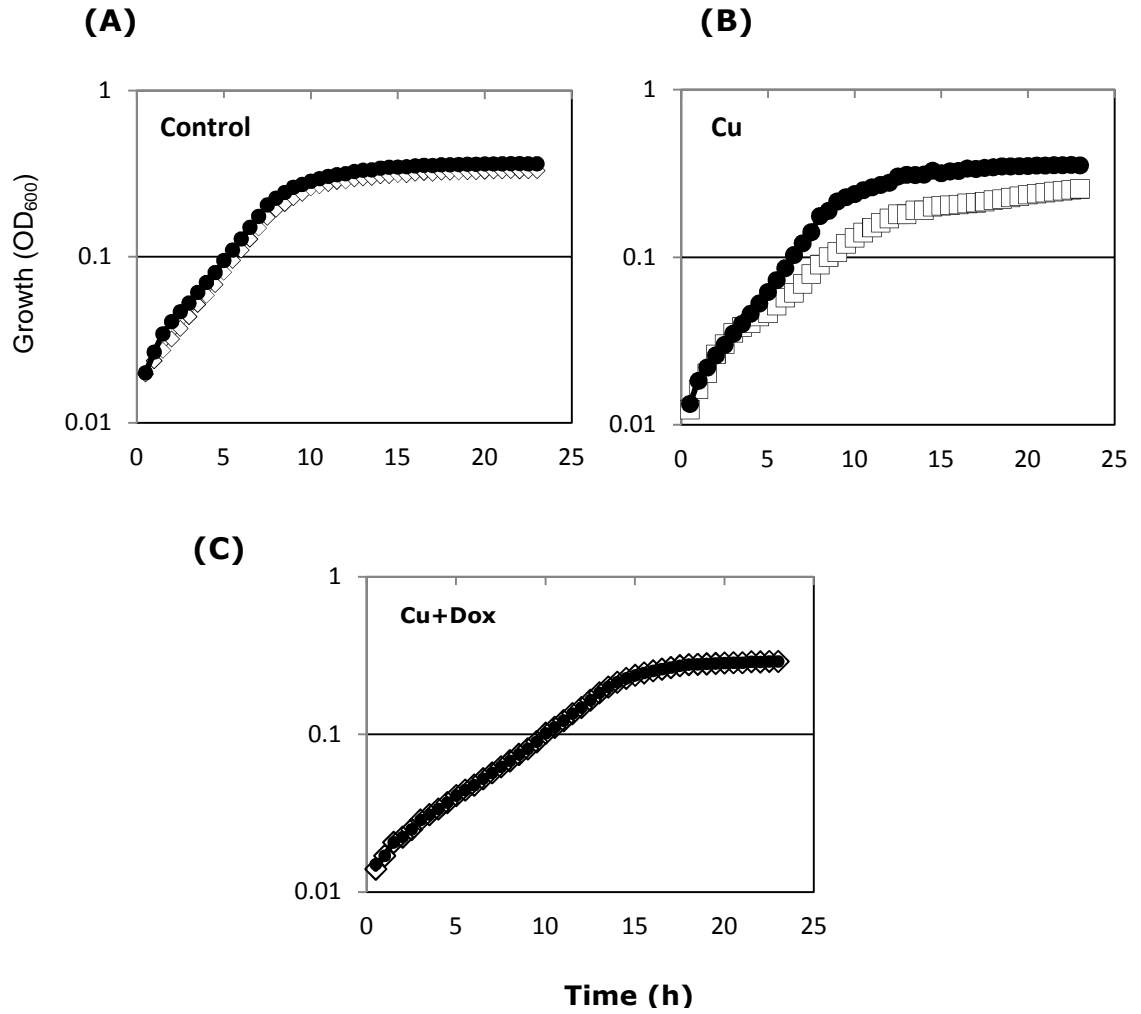 (A) (B)
1 1
Control Cu
0.1 0.1
Growth (OD600)
0.01 0.01
0 5 10 15 20 25 0 5 10 15 20 25
(C)
1
Cu+Dox
0.1
0.01
0 5 10 15 20 25
Time (h)